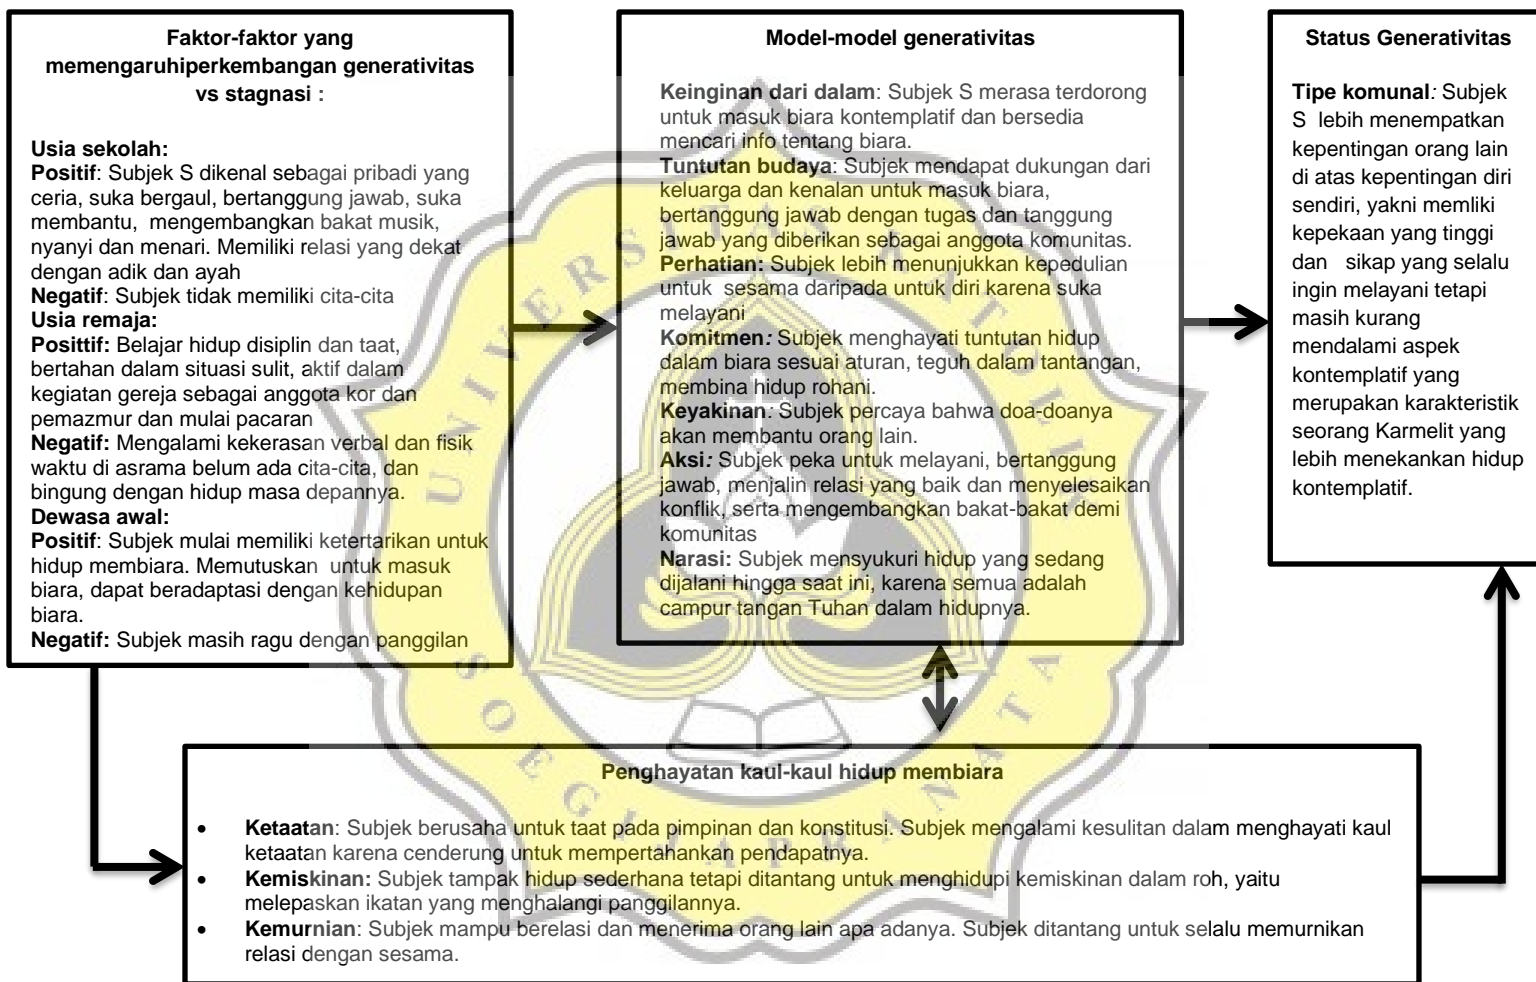 Faktor-faktor yang
memengaruhiperkembangan generativitas
vs stagnasi :
Usia sekolah:
Positif: Subjek S dikenal sebagai pribadi yang
ceria, suka bergaul, bertanggung jawab, suka
membantu, mengembangkan bakat musik,
nyanyi dan menari. Memiliki relasi yang dekat
dengan adik dan ayah
Negatif: Subjek tidak memiliki cita-cita
Usia remaja:
Posittif: Belajar hidup disiplin dan taat,
bertahan dalam situasi sulit, aktif dalam
kegiatan gereja sebagai anggota kor dan
pemazmur dan mulai pacaran
Negatif: Mengalami kekerasan verbal dan fisik
waktu di asrama belum ada cita-cita, dan
bingung dengan hidup masa depannya.
Dewasa awal:
Positif: Subjek mulai memiliki ketertarikan untuk
hidup membiara. Memutuskan untuk masuk
biara, dapat beradaptasi dengan kehidupan
biara.
Negatif: Subjek masih ragu dengan panggilan
Model-model generativitas
Keinginan dari dalam: Subjek S merasa terdorong
untuk masuk biara kontemplatif dan bersedia
mencari info tentang biara.
Tuntutan budaya: Subjek mendapat dukungan dari
keluarga dan kenalan untuk masuk biara,
bertanggung jawab dengan tugas dan tanggung
jawab yang diberikan sebagai anggota komunitas.
Perhatian: Subjek lebih menunjukkan kepedulian
untuk sesama daripada untuk diri karena suka
melayani
Komitmen: Subjek menghayati tuntutan hidup
dalam biara sesuai aturan, teguh dalam tantangan,
membina hidup rohani.
Keyakinan: Subjek percaya bahwa doa-doanya
akan membantu orang lain.
Aksi: Subjek peka untuk melayani, bertanggung
jawab, menjalin relasi yang baik dan menyelesaikan
konflik, serta mengembangkan bakat-bakat demi
komunitas
Narasi: Subjek mensyukuri hidup yang sedang
dijalani hingga saat ini, karena semua adalah
campur tangan Tuhan dalam hidupnya.
Status Generativitas
Tipe komunal: Subjek
S lebih menempatkan
kepentingan orang lain
di atas kepentingan diri
sendiri, yakni memliki
kepekaan yang tinggi
dan sikap yang selalu
ingin melayani tetapi
masih kurang
mendalami aspek
kontemplatif yang
merupakan karakteristik
seorang Karmelit yang
lebih menekankan hidup
kontemplatif.
Penghayatan kaul-kaul hidup membiara
• Ketaatan: Subjek berusaha untuk taat pada pimpinan dan konstitusi. Subjek mengalami kesulitan dalam menghayati kaul
ketaatan karena cenderung untuk mempertahankan pendapatnya.
• Kemiskinan: Subjek tampak hidup sederhana tetapi ditantang untuk menghidupi kemiskinan dalam roh, yaitu
melepaskan ikatan yang menghalangi panggilannya.
• Kemurnian: Subjek mampu berelasi dan menerima orang lain apa adanya. Subjek ditantang untuk selalu memurnikan
relasi dengan sesama.
UNIVERSITAS KATOLIK
SOEGIJAPRANATA